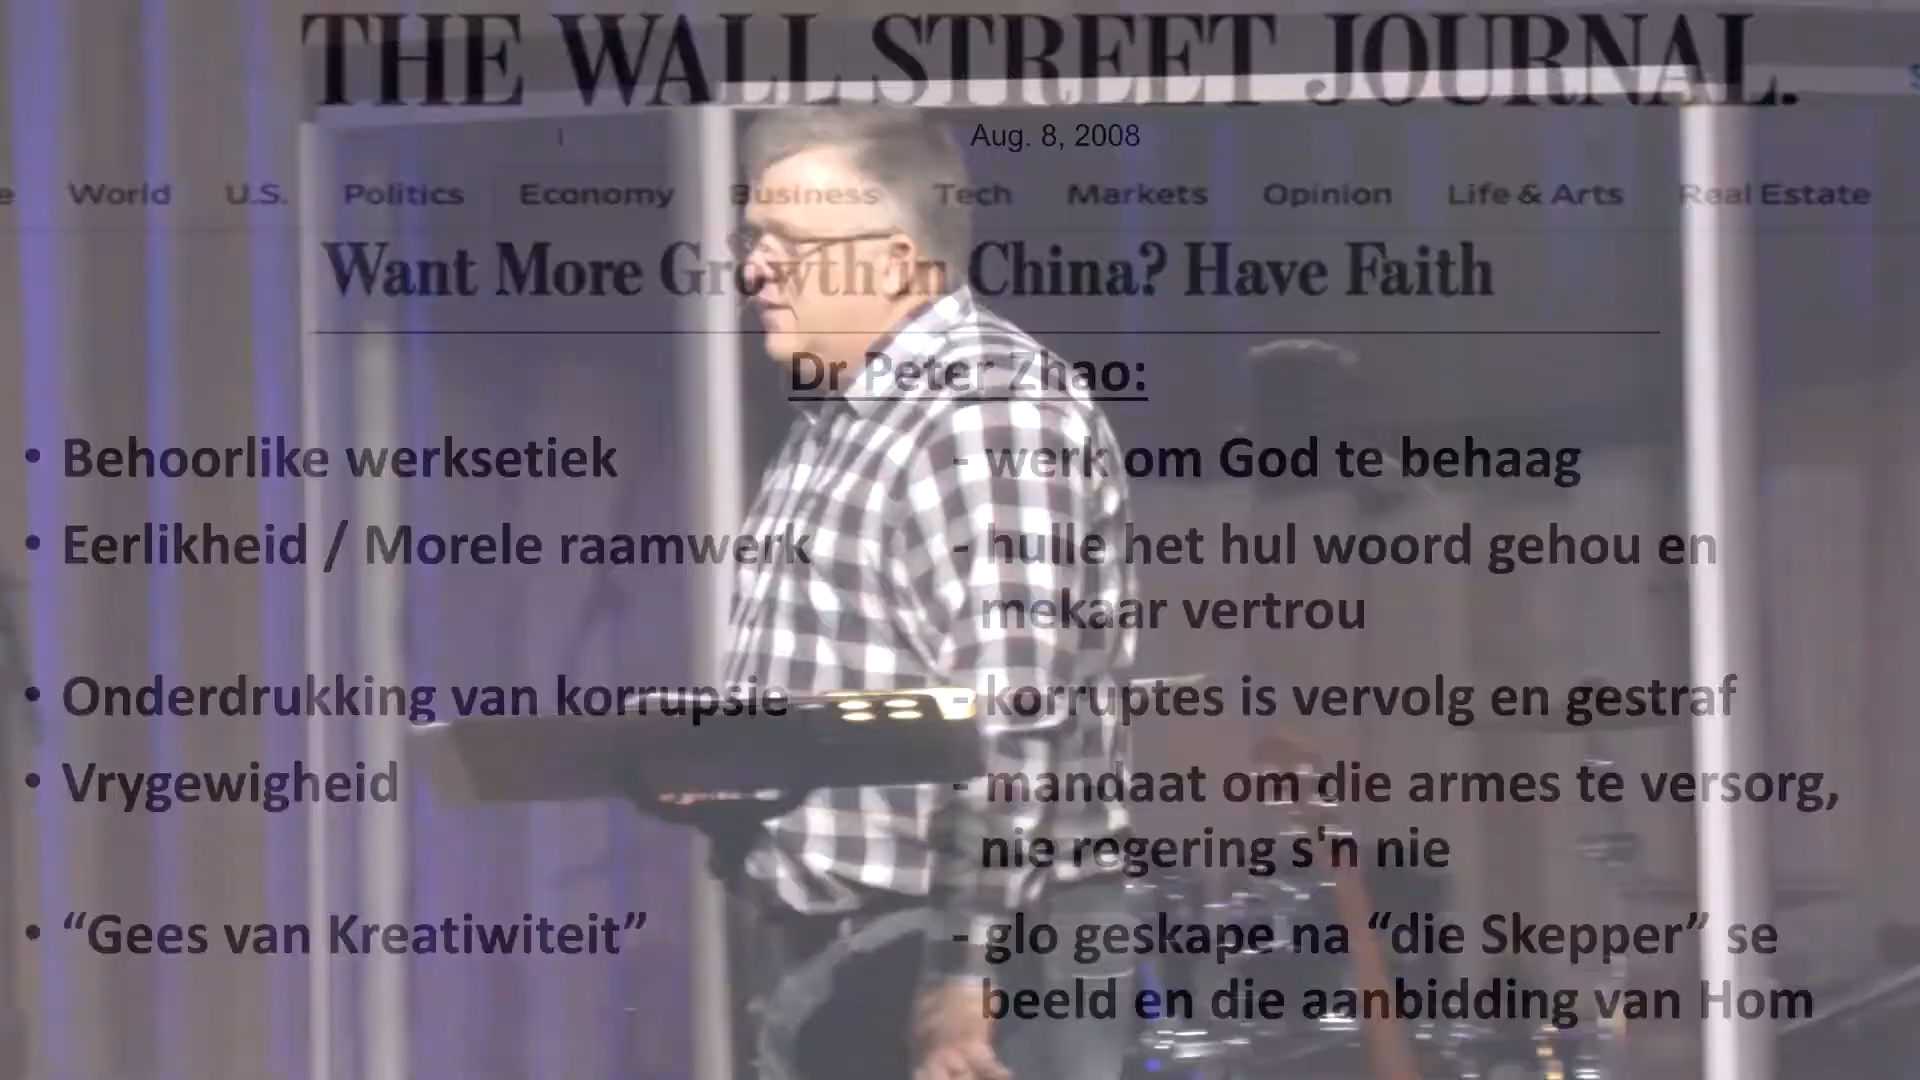 THE WALL STREET JOURNAL.
Aug. 8, 2008
e World U.S. Politics Economy Business Tech Markets Opinion Life & Arts Real Estate
Want More Growth in China? Have Faith
Dr Peter Zhao:
• Behoorlike werksetiek - werk om God te behaag
• Eerlikheid / Morele raamwerk - hulle het hul woord gehou en
mekaar vertrou
• Onderdrukking van korrupsie - korruptes is vervolg en gestraf
• Vrygewigheid - mandaat om die armes te versorg,
nie regering s'n nie
• “Gees van Kreatiwiteit” - glo geskape na “die Skepper” se
beeld en die aanbidding van Hom